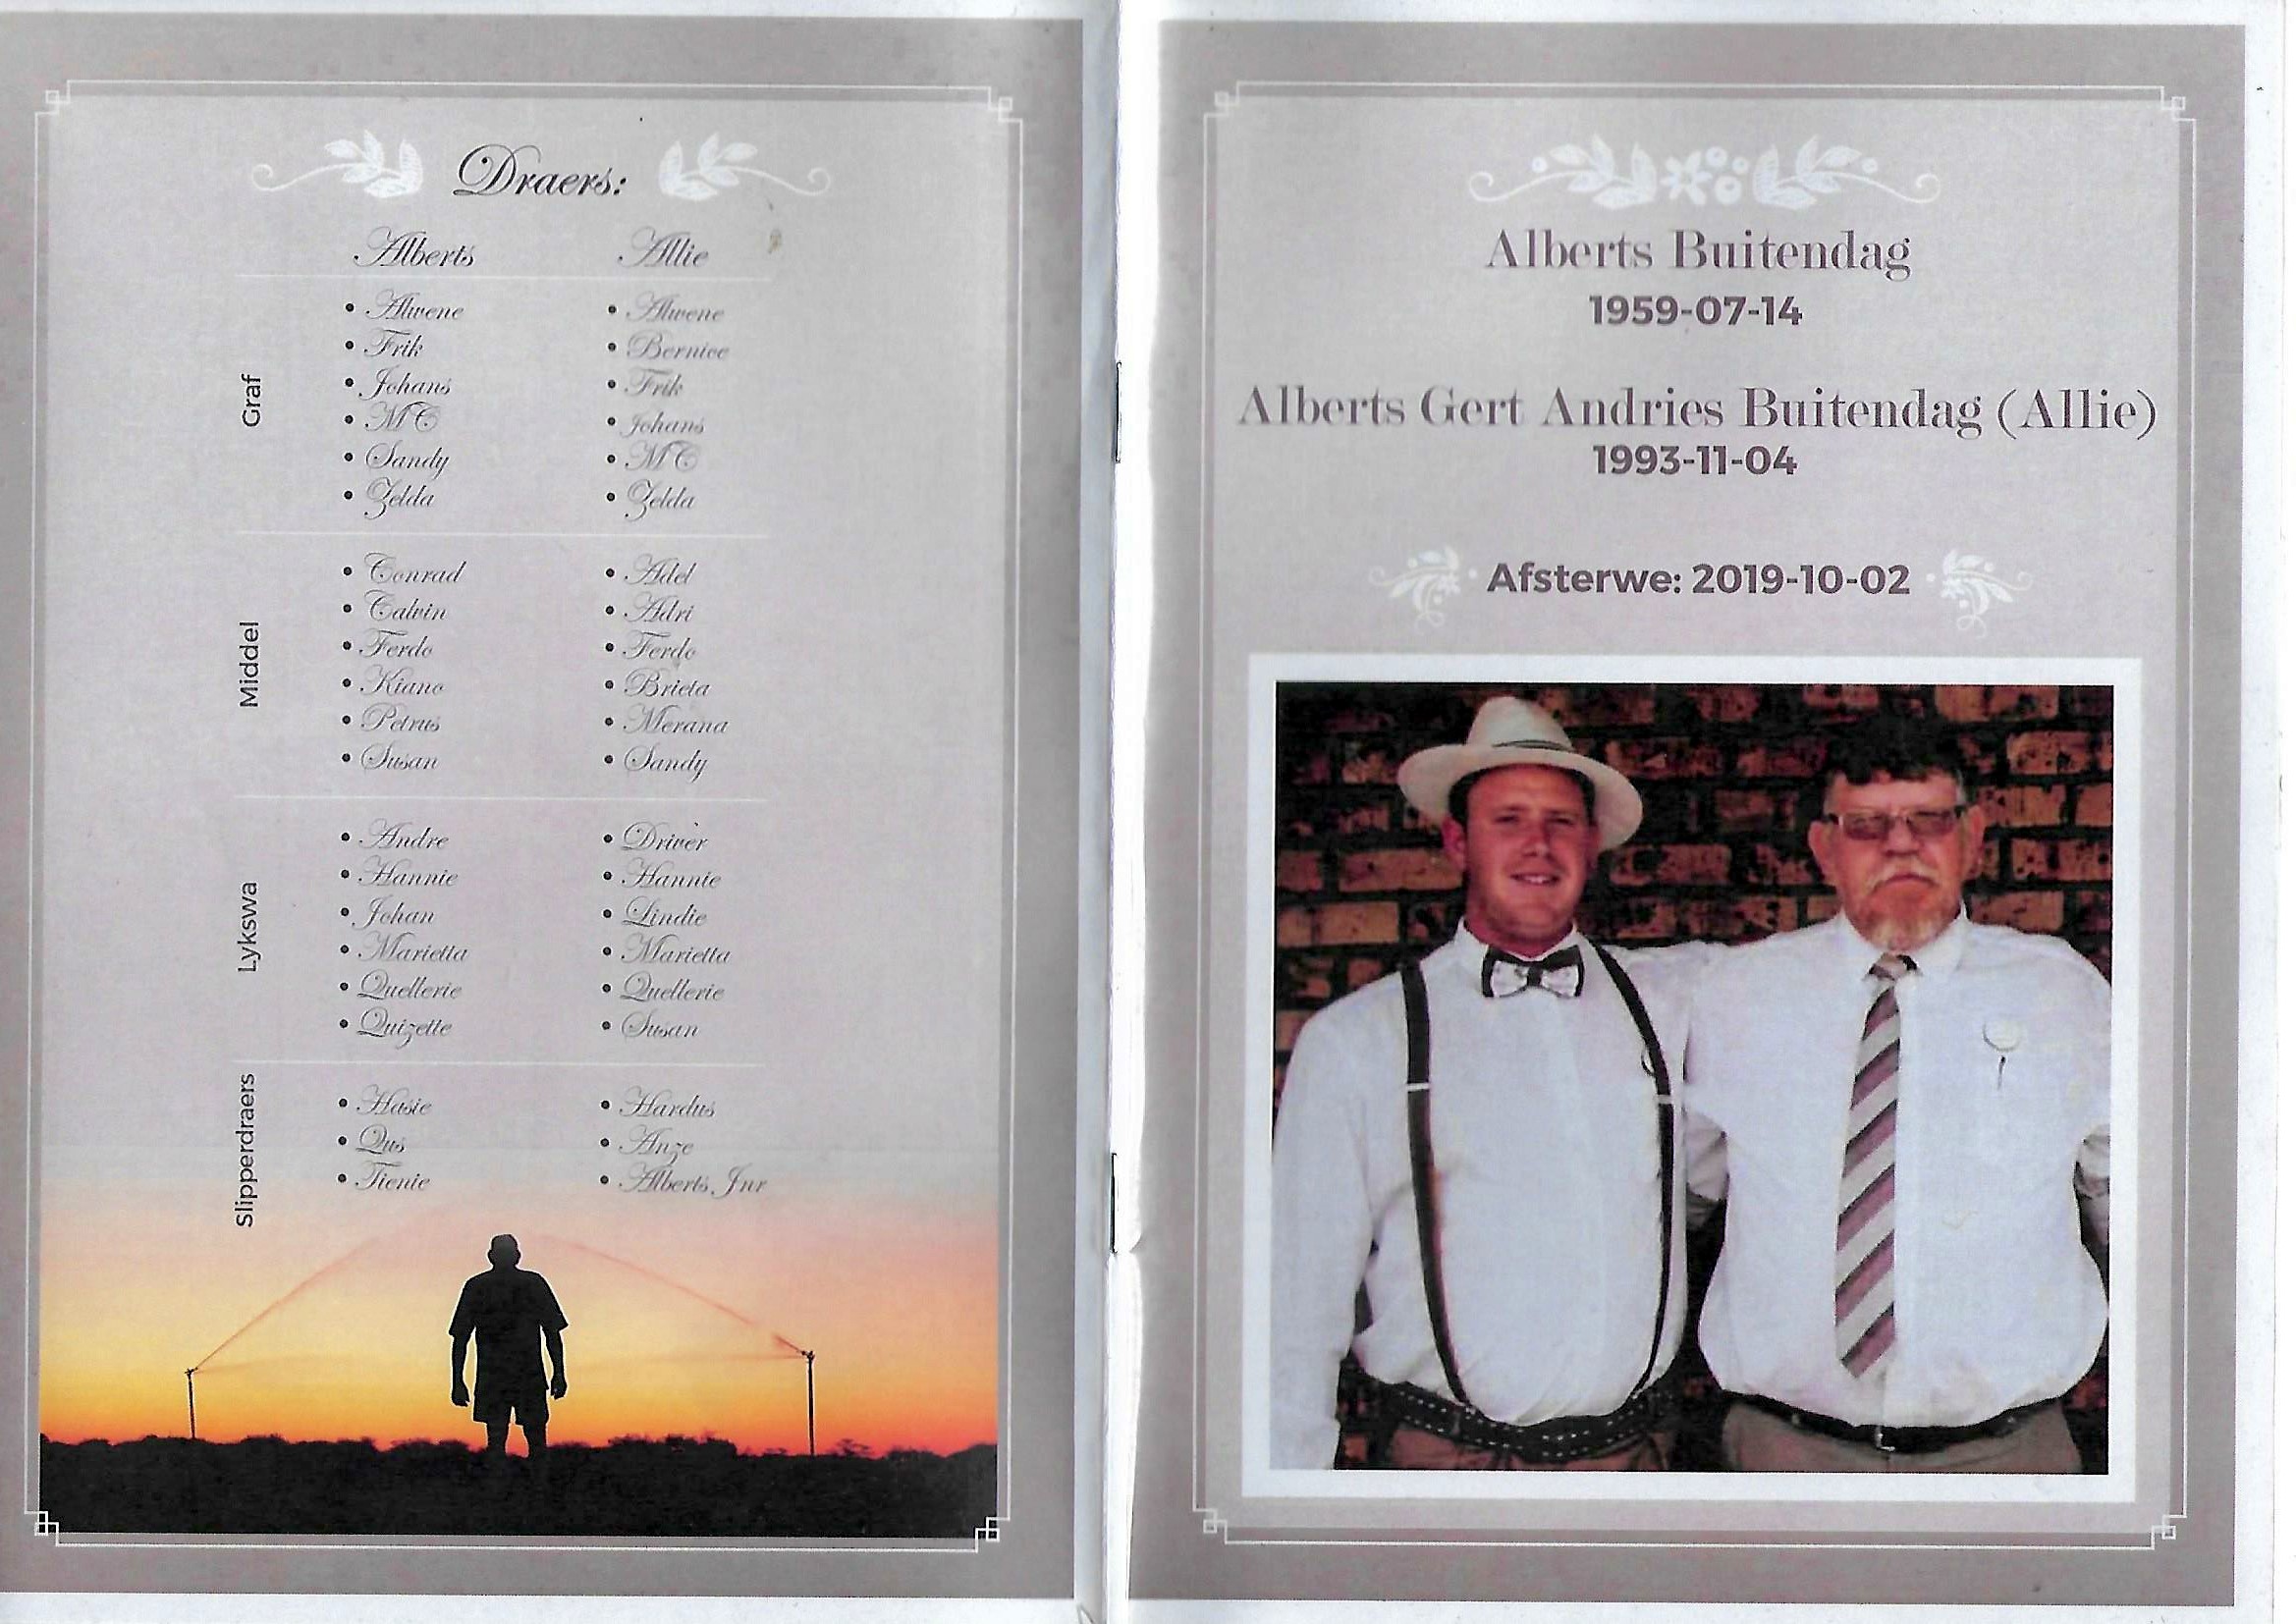 Draers:
Alberts Allie
Graf
• Alwene • Alwene
• Frik • Bernice
• Johans • Frik
• MC • Johans
• Sandy • MC
• Zelda • Zelda
Middel
• Conrad • Adel
• Calvin • Adri
• Ferdo • Ferdo
• Kiano • Brieta
• Petrus • Merana
• Susan • Sandy
Lykswa
• Andre • Driver
• Hannie • Hannie
• Johan • Lindie
• Marietta • Marietta
• Quellerie • Quellerie
• Quizette • Susan
Slipperdraers
• Hasie • Hardus
• Qus • Anze
• Tienie • Alberts Jnr
Alberts Buitendag
1959-07-14
Alberts Gert Andries Buitendag (Allie)
1993-11-04
Afsterwe: 2019-10-02